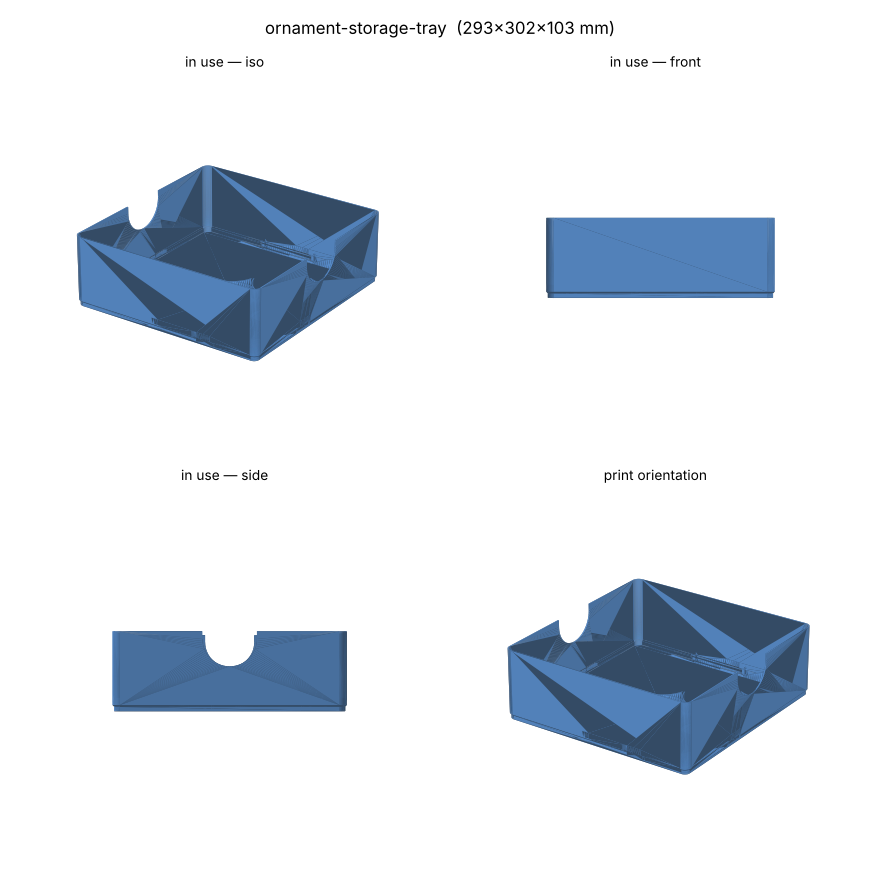 ornament-storage-tray (293×302×103 mm)
in use — iso
in use — front
in use — side
print orientation